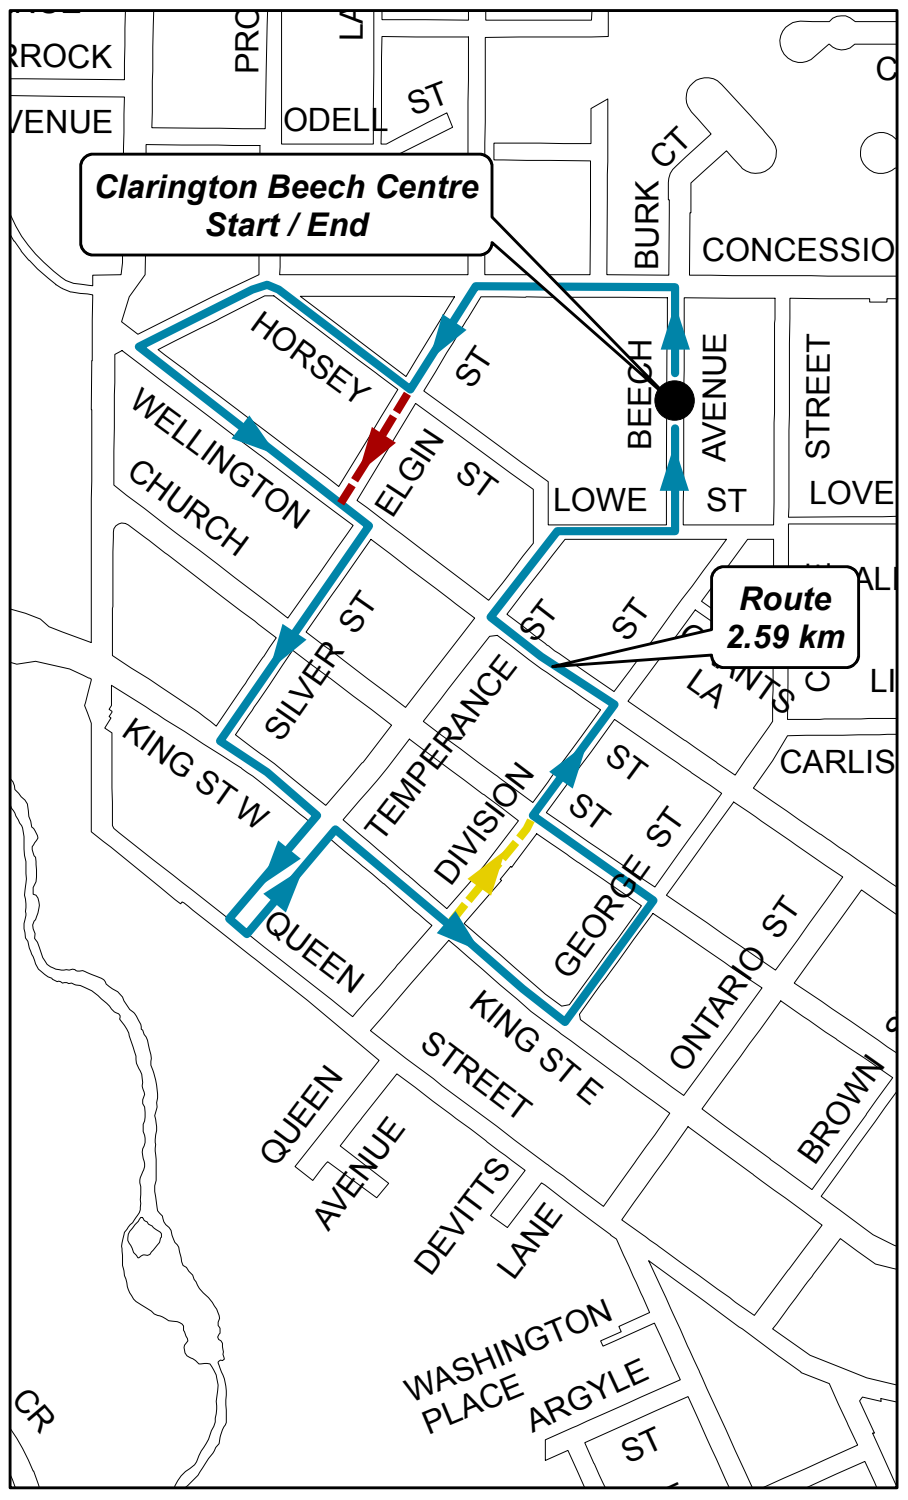 RROCK
VENUE
PRO
LA
ODELL
ST
Clarington Beech Centre
Start / End
BURK
CT
CONCESSIO
HORSEY
ST
BEECH
AVENUE
STREET
WELLINGTON
ELGIN
ST
CHURCH
LOWE
ST
LOVE
SILVER
ST
ST
ST
Route
2.59 km
ALI
LI
LA
KING ST W
TEMPERANCE
DIVISION
ST
ST
CARLIS
GEORGE
ST
QUEEN
ONTARIO
ST
KING ST E
STREET
BROWN
QUEEN
AVENUE
DEVITTS
LANE
WASHINGTON
PLACE
ARGYLE
ST
CR